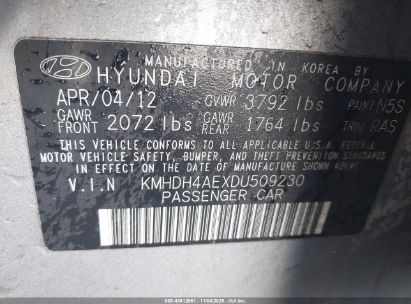 MANUFACTURED IN KOREA BY
HYUNDAI MOTOR COMPANY
APR/04/12 GVWR 3792 lbs PAINT N5S
GAWR FRONT 2072 lbs GAWR REAR 1764 lbs TRIM RAS
THIS VEHICLE CONFORMS TO ALL APPLICABLE U.S. FEDERAL
MOTOR VEHICLE SAFETY, BUMPER, AND THEFT PREVENTION
STANDARDS IN EFFECT ON THE DATE OF MANUFACTURE SHOWN ABOVE.
V.I.N KMHDH4AEXDU509230
PASSENGER CAR